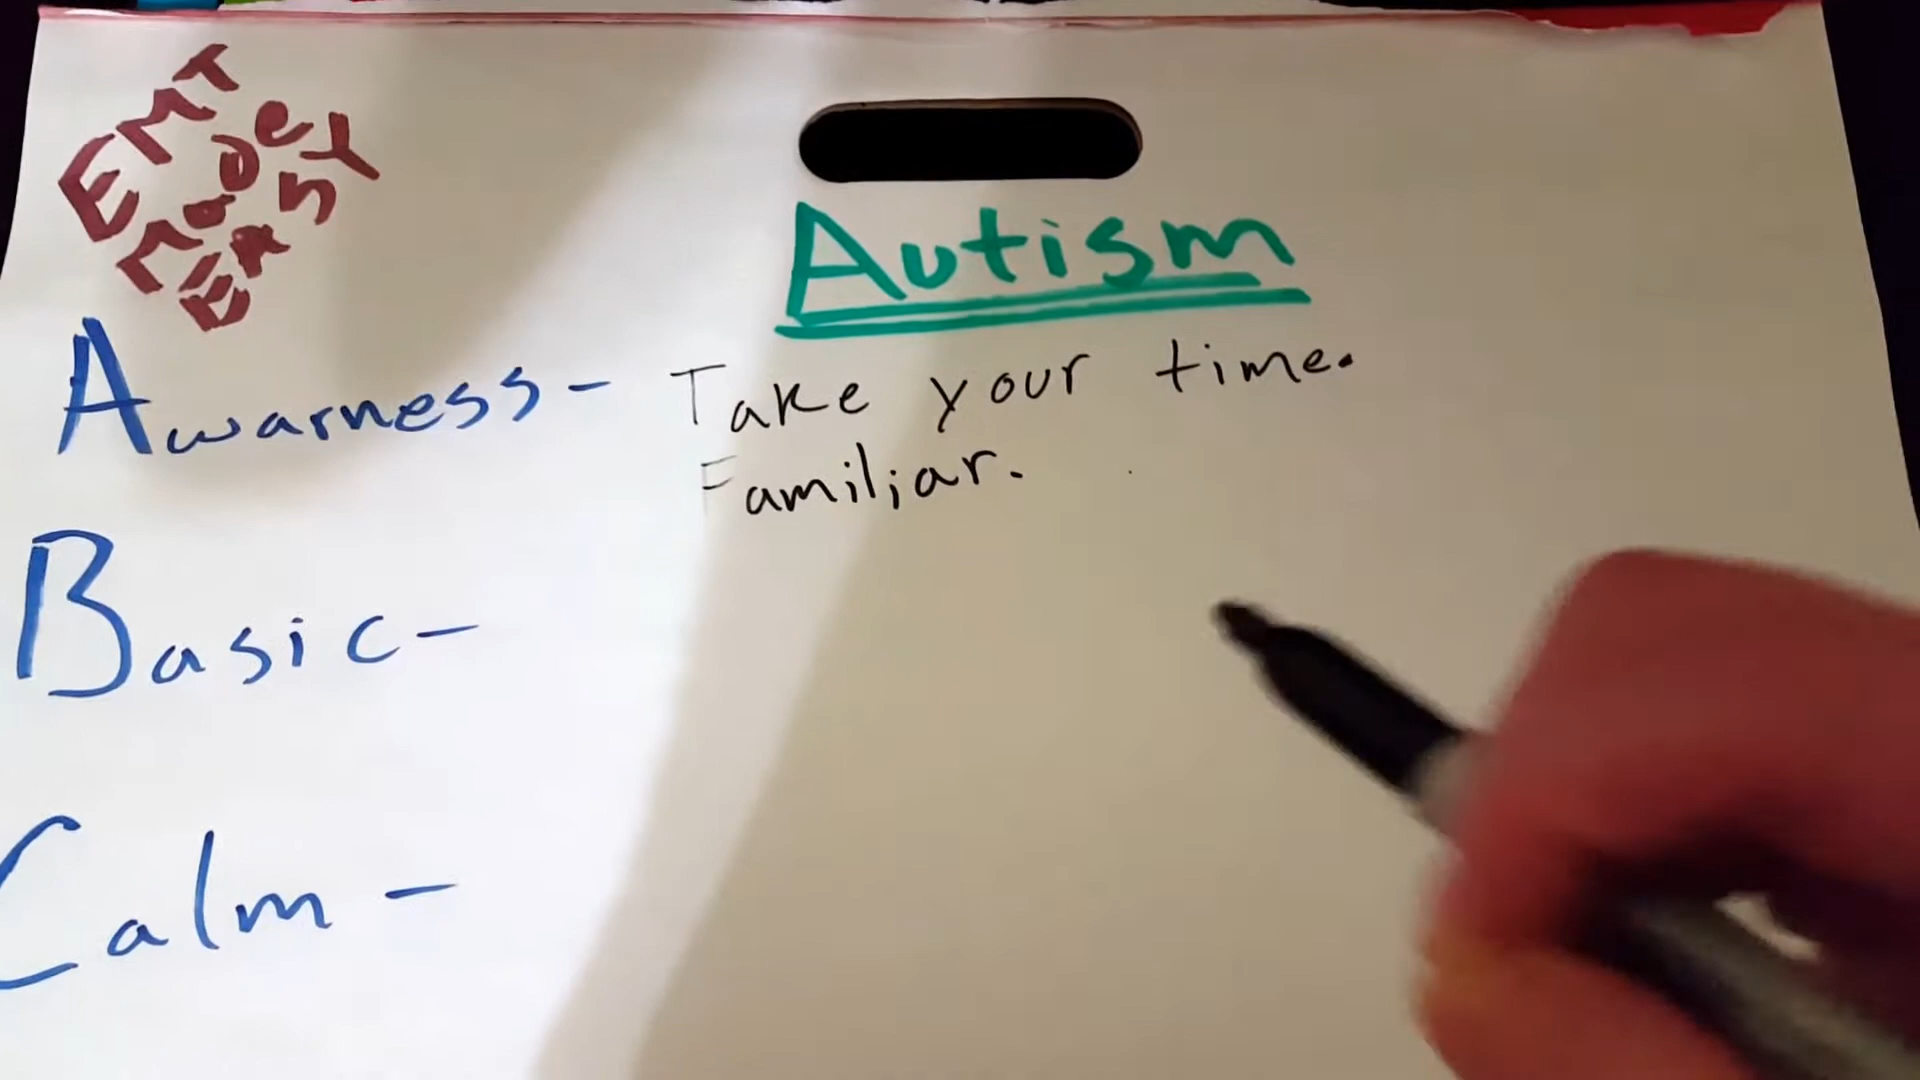 EMT
made
EASY
Autism
Awarness - Take your time.
Familiar.
Basic -
Calm -